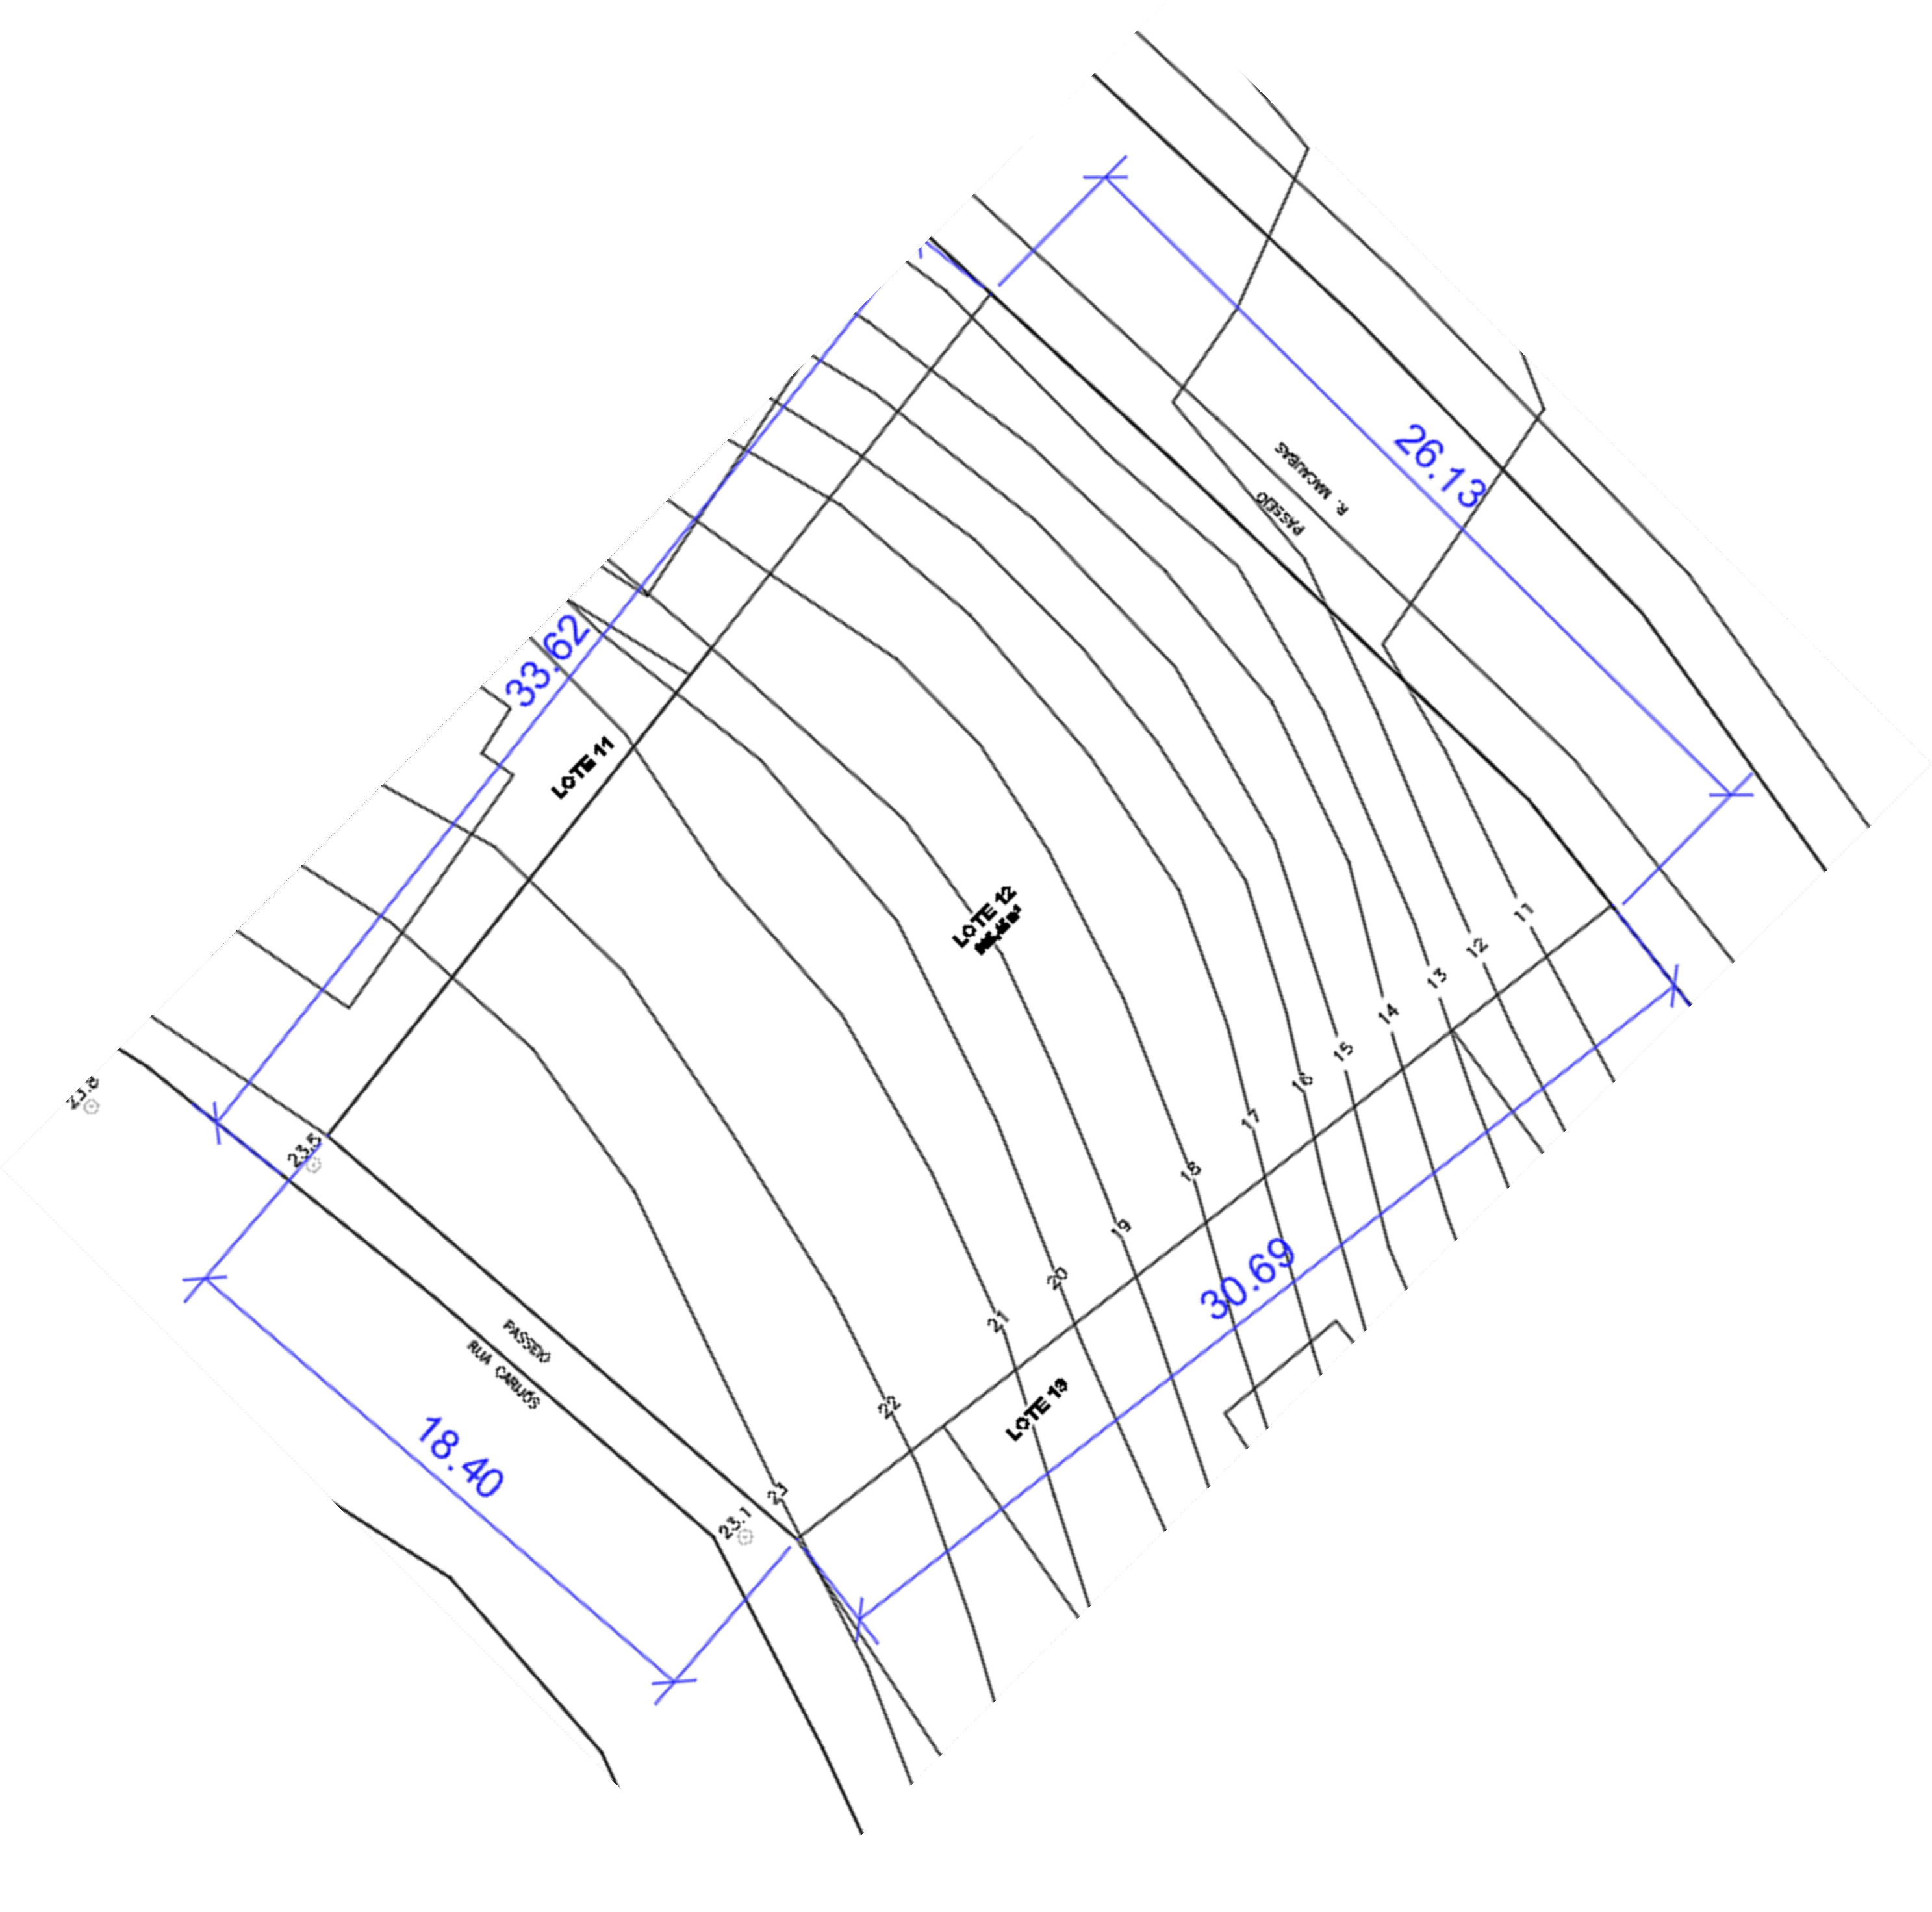 R. MACAUBAS
PASSEIO
26.13
33.62
LOTE 11
LOTE 12
11
12
13
14
15
16
17
18
19
20
21
22
23
23.8
23.5
23.1
30.69
LOTE 13
PASSEIO
RUA CARIJÓS
18.40